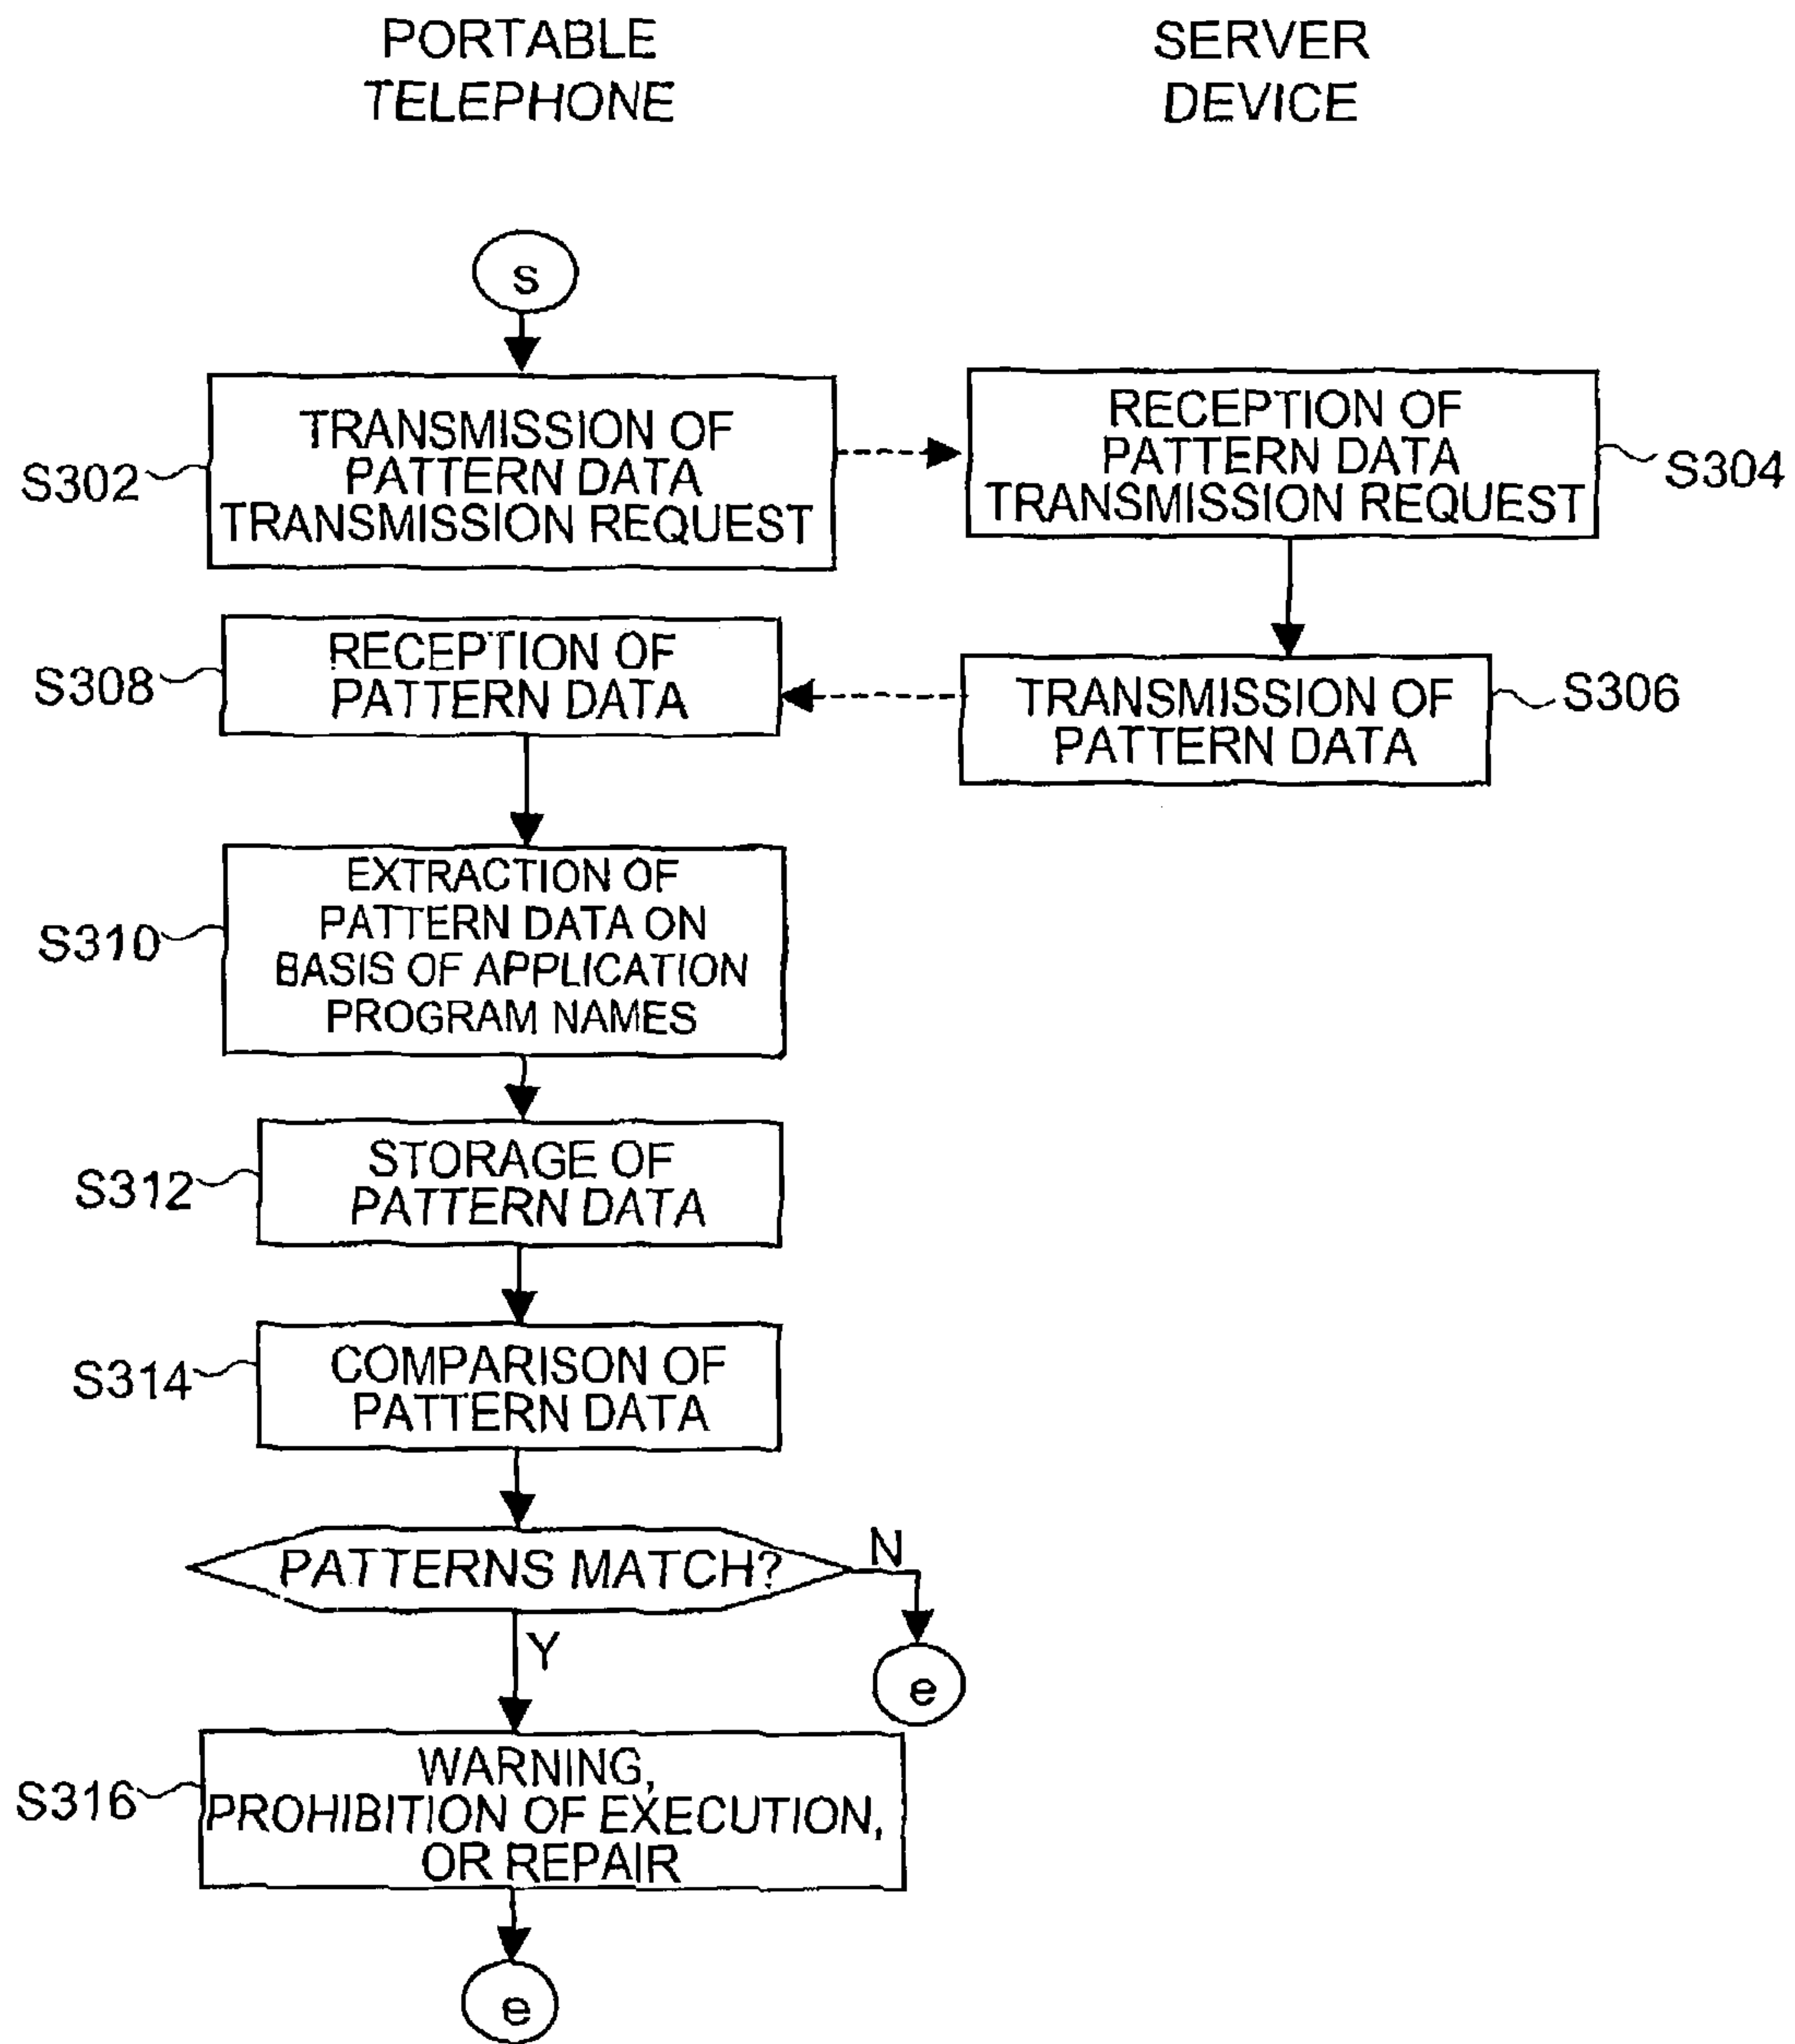 PORTABLE
TELEPHONE
SERVER
DEVICE
s
S302
TRANSMISSION OF
PATTERN DATA
TRANSMISSION REQUEST
RECEPTION OF
PATTERN DATA
TRANSMISSION REQUEST
S304
S308
RECEPTION OF
PATTERN DATA
TRANSMISSION OF
PATTERN DATA
S306
S310
EXTRACTION OF
PATTERN DATA ON
BASIS OF APPLICATION
PROGRAM NAMES
S312
STORAGE OF
PATTERN DATA
S314
COMPARISON OF
PATTERN DATA
PATTERNS MATCH?
N
Y
e
S316
WARNING,
PROHIBITION OF EXECUTION,
OR REPAIR
e